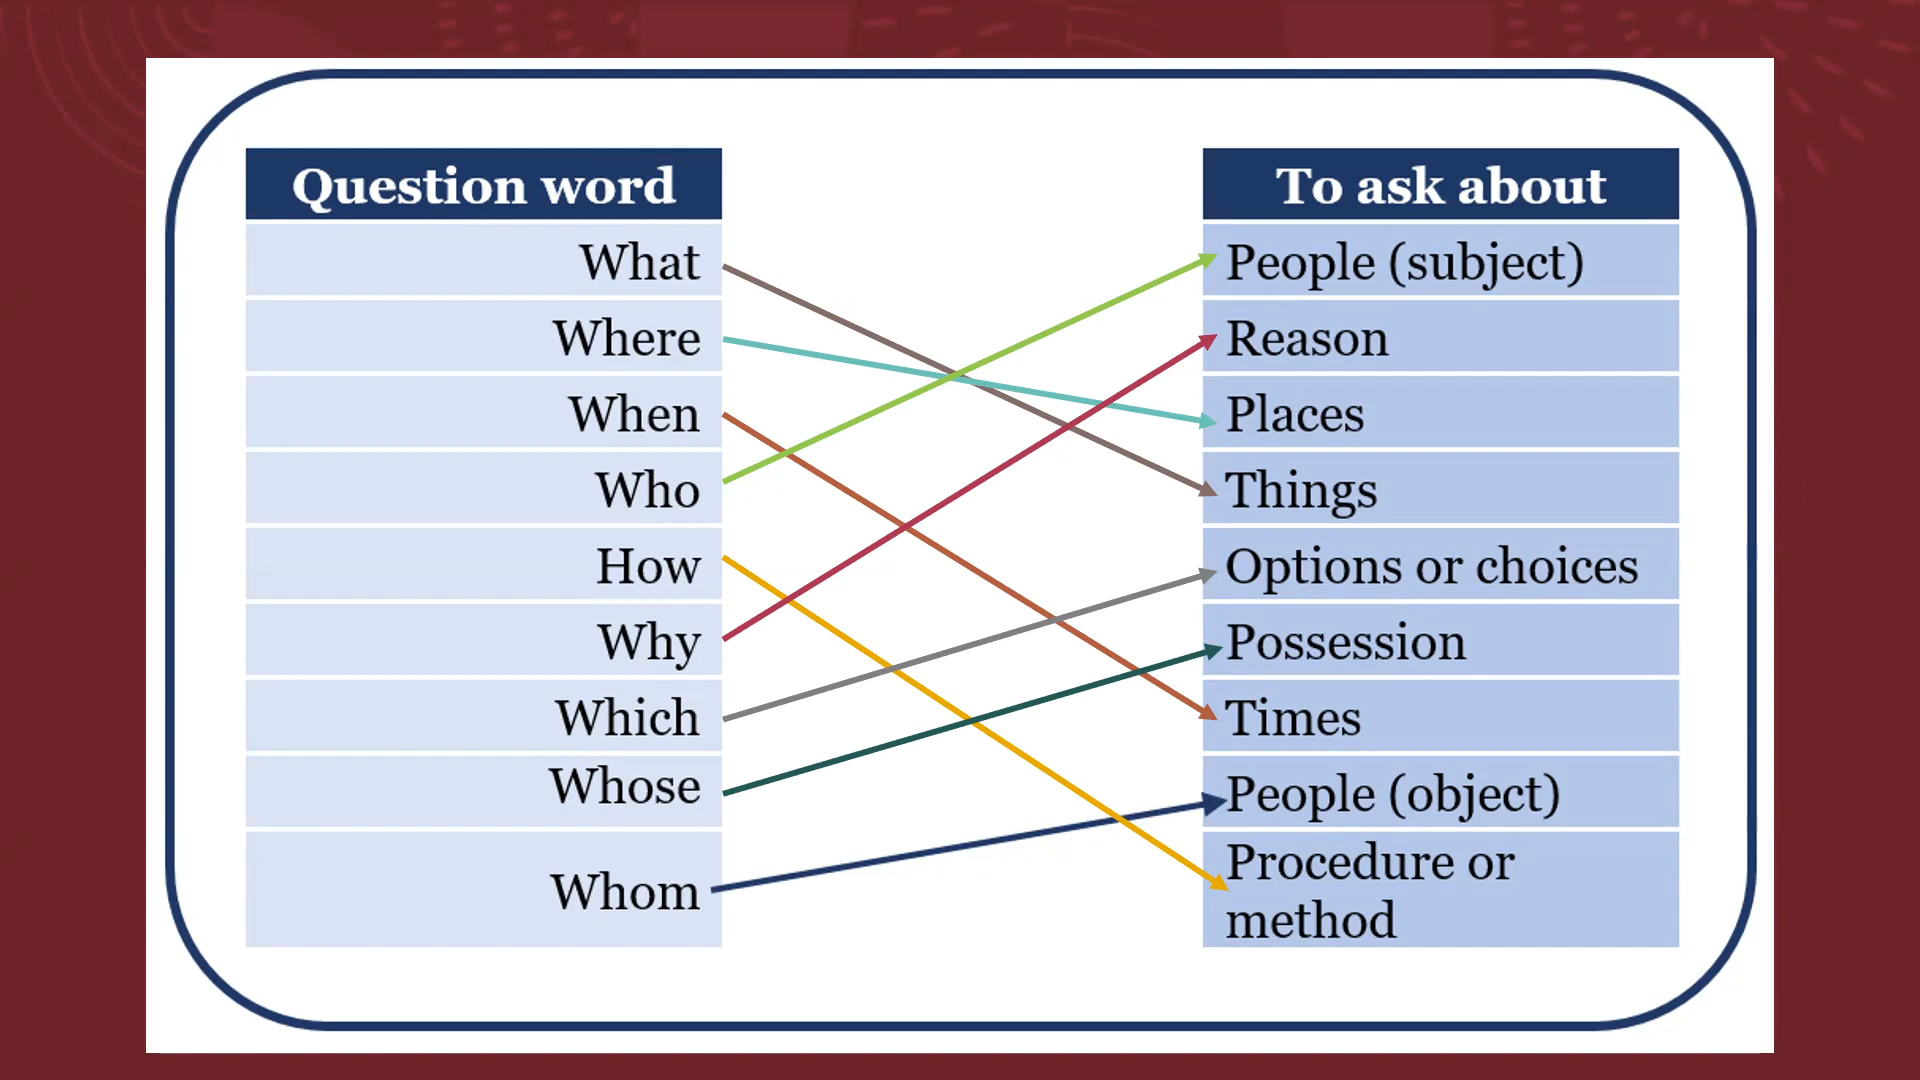 Question word
What
Where
When
Who
How
Why
Which
Whose
Whom
To ask about
People (subject)
Reason
Places
Things
Options or choices
Possession
Times
People (object)
Procedure or
method